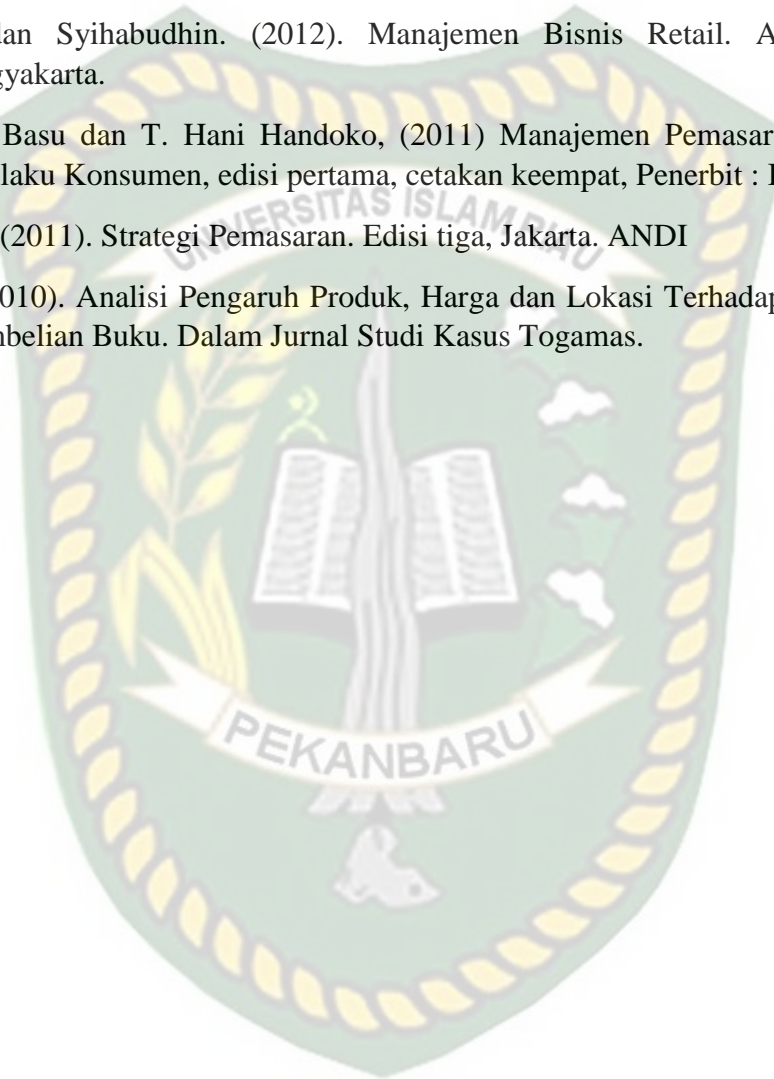 dan Syihabudhin. (2012). Manajemen Bisnis Retail. A
gyakarta.
Basu dan T. Hani Handoko, (2011) Manajemen Pemasar
laku Konsumen, edisi pertama, cetakan keempat, Penerbit :
(2011). Strategi Pemasaran. Edisi tiga, Jakarta. ANDI
010). Analisi Pengaruh Produk, Harga dan Lokasi Terhadap
nbelian Buku. Dalam Jurnal Studi Kasus Togamas.
UNIVERSITAS ISLAM RIAU
PEKANBARU